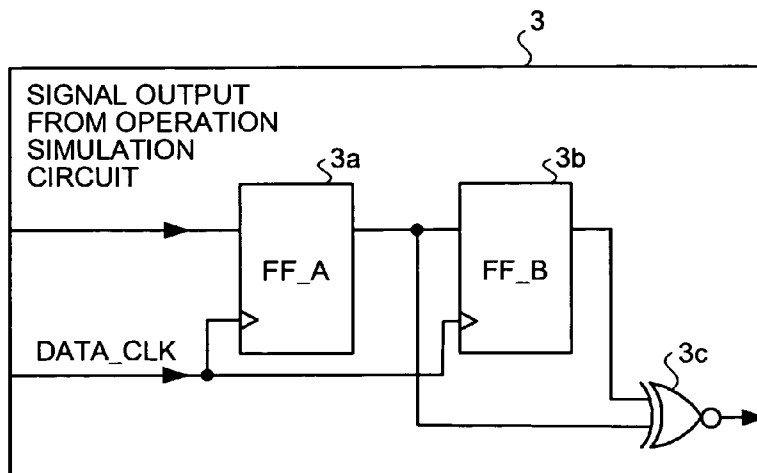 3
SIGNAL OUTPUT
FROM OPERATION
SIMULATION
CIRCUIT
3a
3b
FF_A
FF_B
DATA_CLK
3c